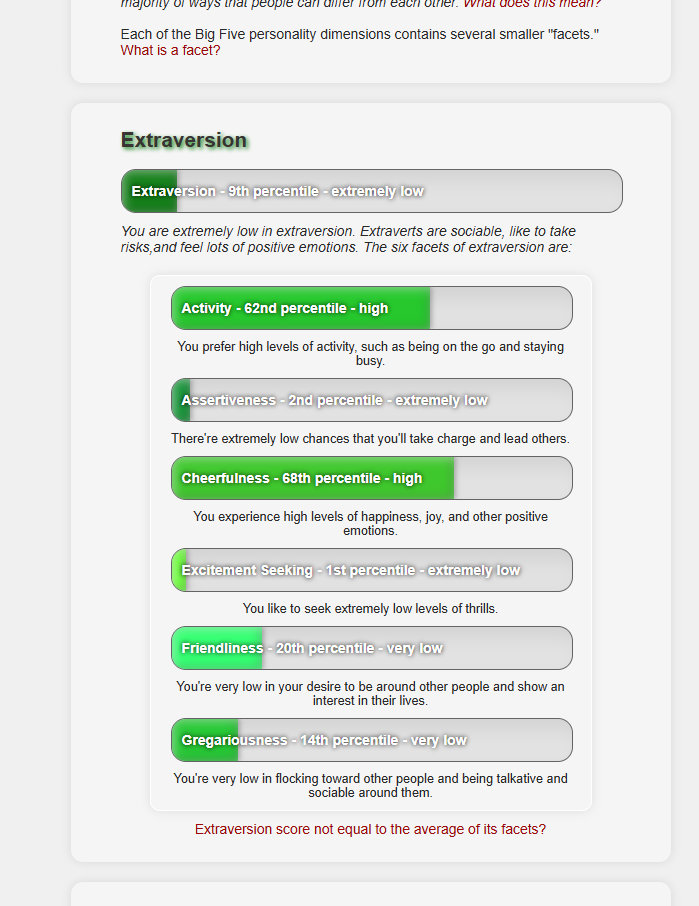 majority of ways that people can differ from each other. What does this mean?
Each of the Big Five personality dimensions contains several smaller "facets."
What is a facet?
Extraversion
Extraversion - 9th percentile - extremely low
You are extremely low in extraversion. Extraverts are sociable, like to take
risks,and feel lots of positive emotions. The six facets of extraversion are:
Activity - 62nd percentile - high
You prefer high levels of activity, such as being on the go and staying
busy.
Assertiveness - 2nd percentile - extremely low
There're extremely low chances that you'll take charge and lead others.
Cheerfulness - 68th percentile - high
You experience high levels of happiness, joy, and other positive
emotions.
Excitement Seeking - 1st percentile - extremely low
You like to seek extremely low levels of thrills.
Friendliness - 20th percentile - very low
You're very low in your desire to be around other people and show an
interest in their lives.
Gregariousness - 14th percentile - very low
You're very low in flocking toward other people and being talkative and
sociable around them.
Extraversion score not equal to the average of its facets?